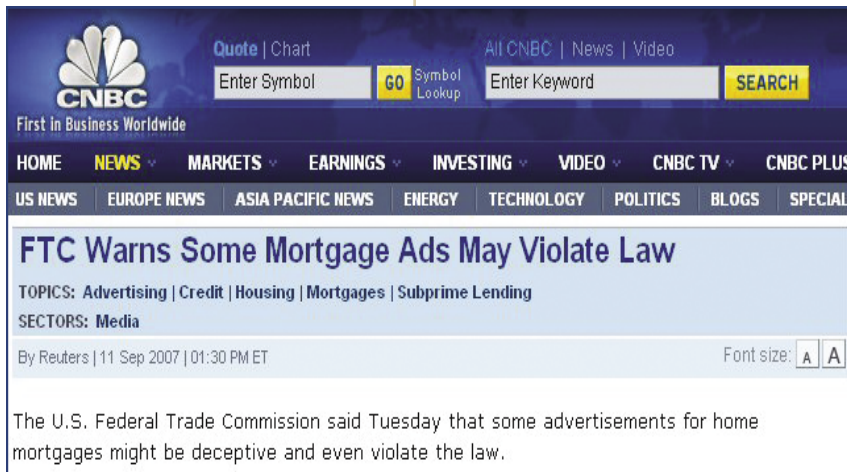 Quote | Chart
All CNBC | News | Video
Enter Symbol GO Symbol Lookup Enter Keyword SEARCH
CNBC
First in Business Worldwide
HOME NEWS MARKETS EARNINGS INVESTING VIDEO CNBC TV CNBC PLUS
US NEWS EUROPE NEWS ASIA PACIFIC NEWS ENERGY TECHNOLOGY POLITICS BLOGS SPECIAL
FTC Warns Some Mortgage Ads May Violate Law
TOPICS: Advertising | Credit | Housing | Mortgages | Subprime Lending
SECTORS: Media
By Reuters | 11 Sep 2007 | 01:30 PM ET Font size: A A
The U.S. Federal Trade Commission said Tuesday that some advertisements for home
mortgages might be deceptive and even violate the law.